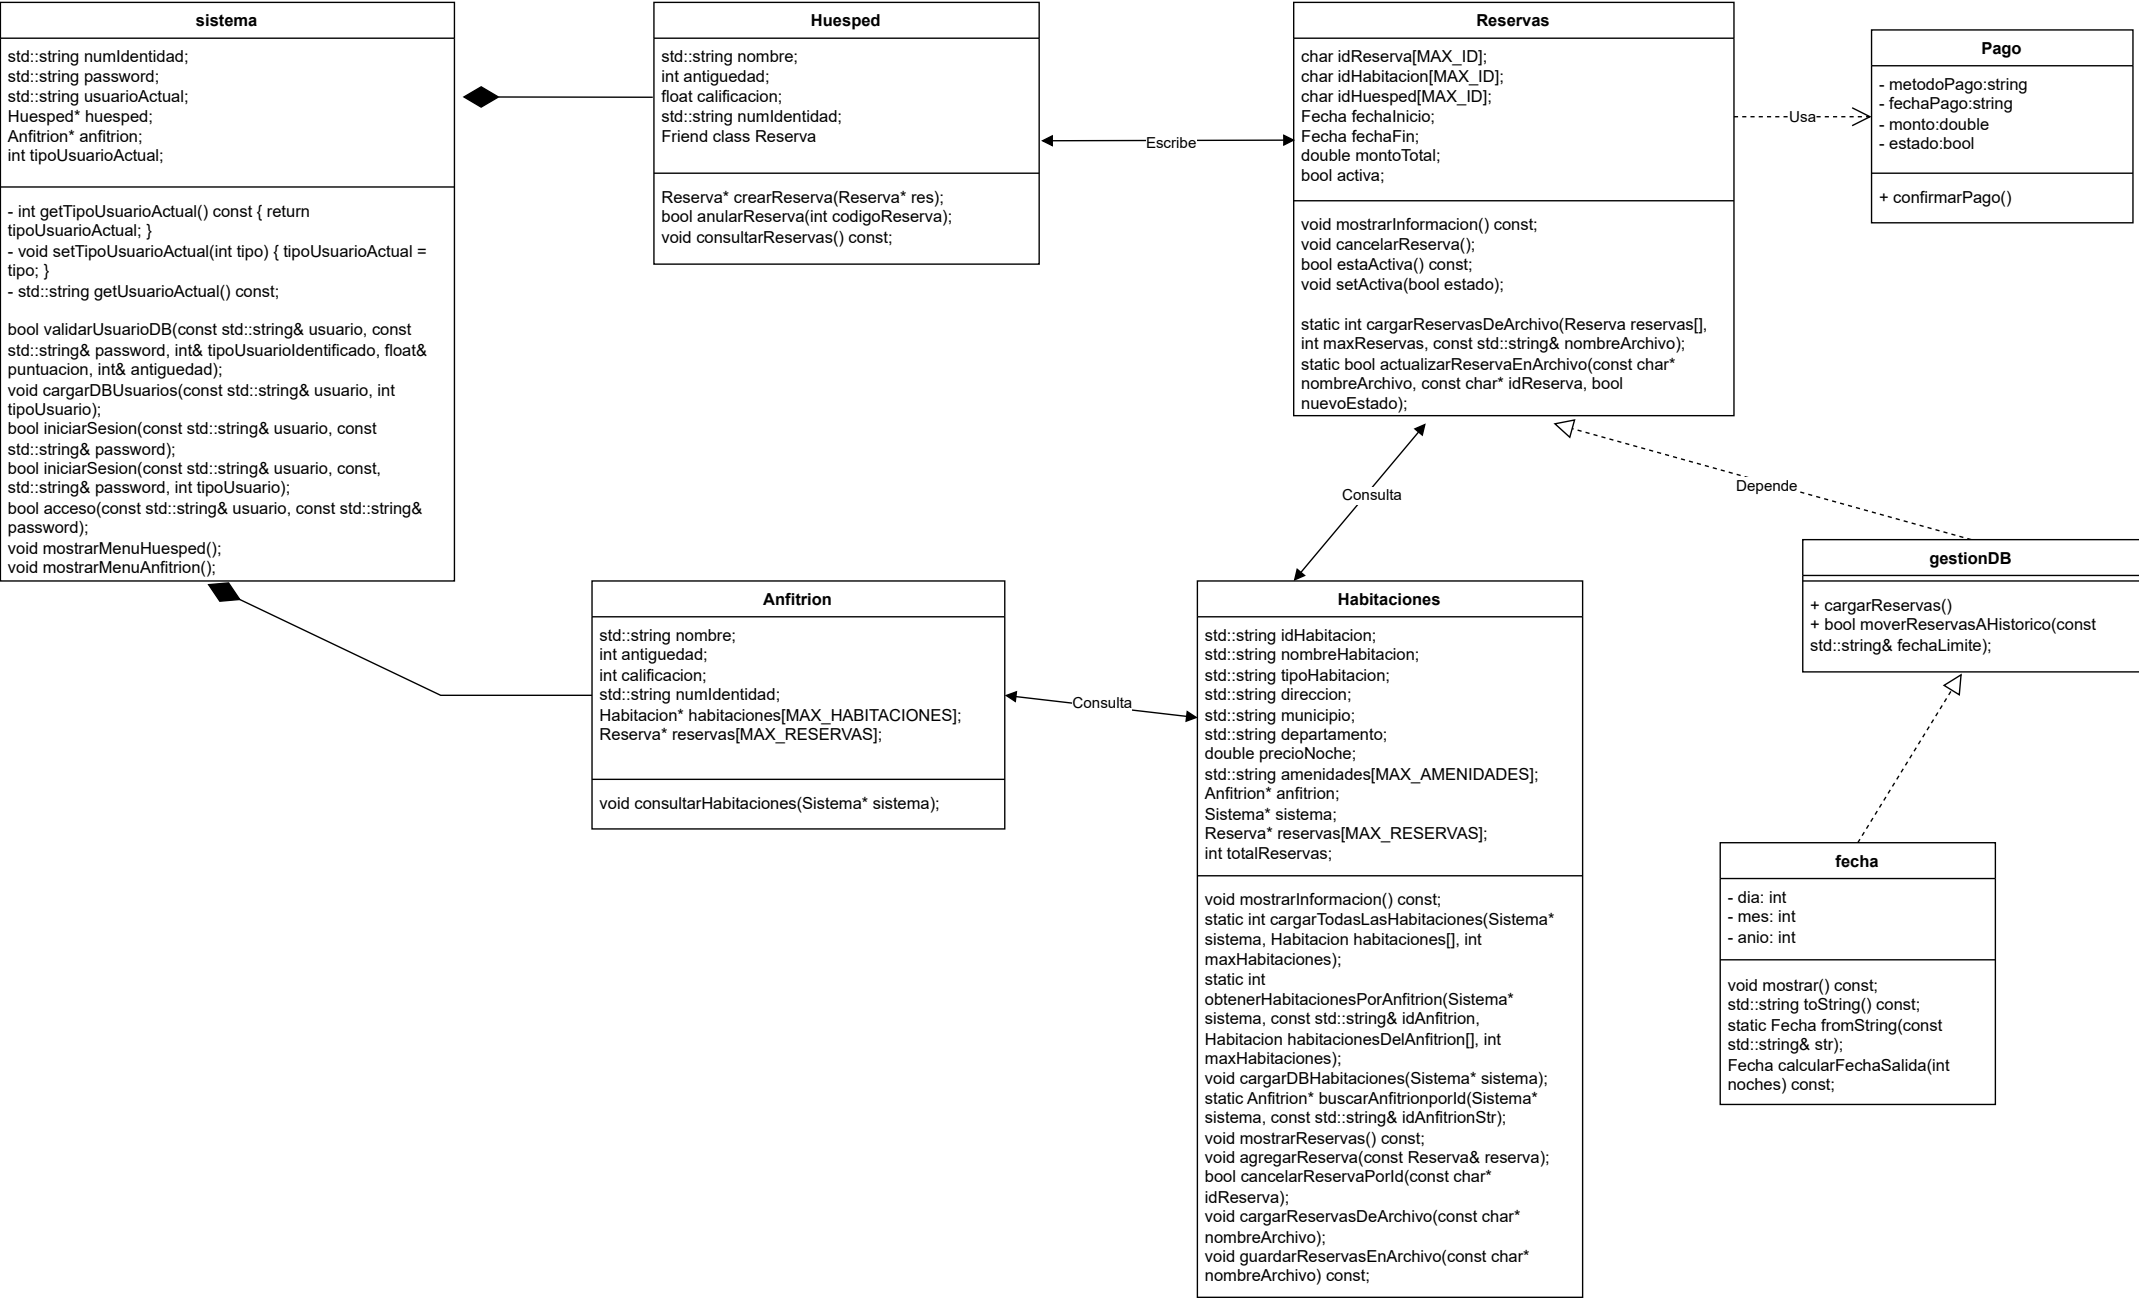 sistema
std::string numIdentidad;
std::string password;
std::string usuarioActual;
Huesped* huesped;
Anfitrion* anfitrion;
int tipoUsuarioActual;
- int getTipoUsuarioActual() const { return
tipoUsuarioActual; }
- void setTipoUsuarioActual(int tipo) { tipoUsuarioActual =
tipo; }
- std::string getUsuarioActual() const;
bool validarUsuarioDB(const std::string& usuario, const
std::string& password, int& tipoUsuarioIdentificado, float&
puntuacion, int& antiguedad);
void cargarDBUsuarios(const std::string& usuario, int
tipoUsuario);
bool iniciarSesion(const std::string& usuario, const
std::string& password);
bool iniciarSesion(const std::string& usuario, const,
std::string& password, int tipoUsuario);
bool acceso(const std::string& usuario, const std::string&
password);
void mostrarMenuHuesped();
void mostrarMenuAnfitrion();
Huesped
std::string nombre;
int antiguedad;
float calificacion;
std::string numIdentidad;
Friend class Reserva
Reserva* crearReserva(Reserva* res);
bool anularReserva(int codigoReserva);
void consultarReservas() const;
Escribe
Reservas
char idReserva[MAX_ID];
char idHabitacion[MAX_ID];
char idHuesped[MAX_ID];
Fecha fechaInicio;
Fecha fechaFin;
double montoTotal;
bool activa;
void mostrarInformacion() const;
void cancelarReserva();
bool estaActiva() const;
void setActiva(bool estado);
static int cargarReservasDeArchivo(Reserva reservas[],
int maxReservas, const std::string& nombreArchivo);
static bool actualizarReservaEnArchivo(const char*
nombreArchivo, const char* idReserva, bool
nuevoEstado);
Usa
Pago
- metodoPago:string
- fechaPago:string
- monto:double
- estado:bool
+ confirmarPago()
Consulta
Depende
gestionDB
+ cargarReservas()
+ bool moverReservasAHistorico(const
std::string& fechaLimite);
Anfitrion
std::string nombre;
int antiguedad;
int calificacion;
std::string numIdentidad;
Habitacion* habitaciones[MAX_HABITACIONES];
Reserva* reservas[MAX_RESERVAS];
void consultarHabitaciones(Sistema* sistema);
Consulta
Habitaciones
std::string idHabitacion;
std::string nombreHabitacion;
std::string tipoHabitacion;
std::string direccion;
std::string municipio;
std::string departamento;
double precioNoche;
std::string amenidades[MAX_AMENIDADES];
Anfitrion* anfitrion;
Sistema* sistema;
Reserva* reservas[MAX_RESERVAS];
int totalReservas;
void mostrarInformacion() const;
static int cargarTodasLasHabitaciones(Sistema*
sistema, Habitacion habitaciones[], int
maxHabitaciones);
static int
obtenerHabitacionesPorAnfitrion(Sistema*
sistema, const std::string& idAnfitrion,
Habitacion habitacionesDelAnfitrion[], int
maxHabitaciones);
void cargarDBHabitaciones(Sistema* sistema);
static Anfitrion* buscarAnfitrionporId(Sistema*
sistema, const std::string& idAnfitrionStr);
void mostrarReservas() const;
void agregarReserva(const Reserva& reserva);
bool cancelarReservaPorId(const char*
idReserva);
void cargarReservasDeArchivo(const char*
nombreArchivo);
void guardarReservasEnArchivo(const char*
nombreArchivo) const;
fecha
- dia: int
- mes: int
- anio: int
void mostrar() const;
std::string toString() const;
static Fecha fromString(const
std::string& str);
Fecha calcularFechaSalida(int
noches) const;